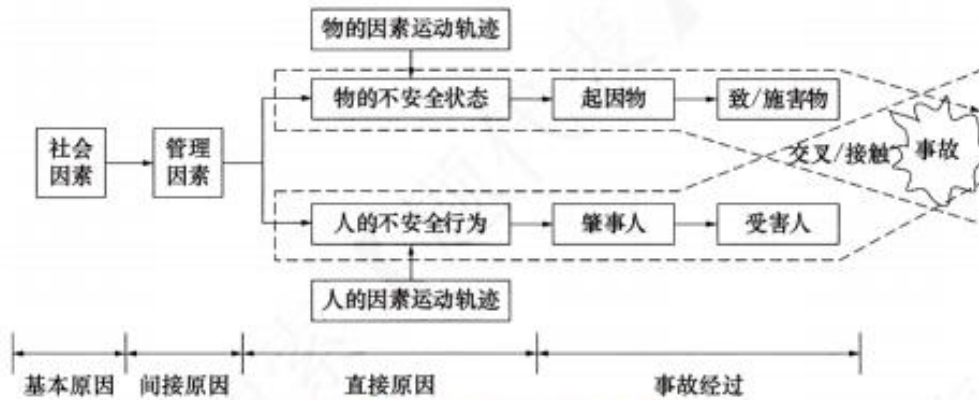 物的因素运动轨迹
物的不安全状态
起因物
致/施害物
社会
因素
管理
因素
交叉/接触
事故
人的不安全行为
肇事人
受害人
人的因素运动轨迹
基本原因
间接原因
直接原因
事故经过